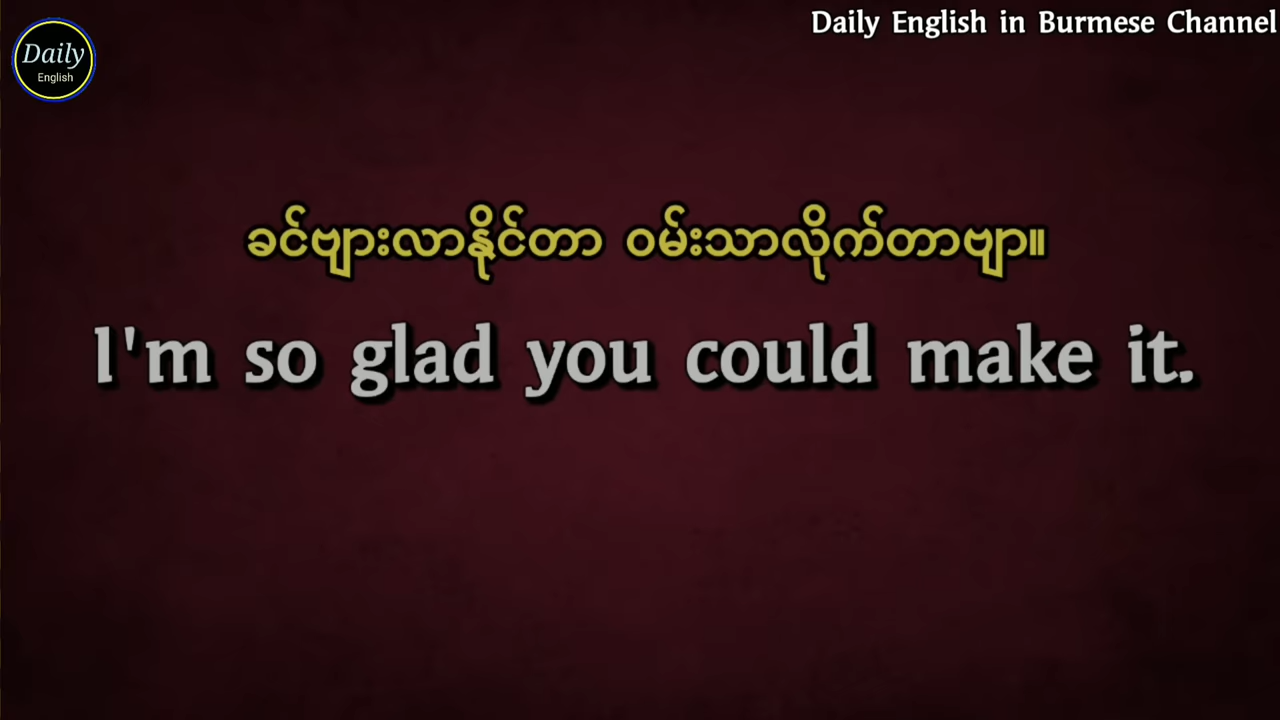 Daily English in Burmese Channel
Daily
English
ခင်ဗျားလာနိုင်တာ ဝမ်းသာလိုက်တာဗျာ။
I'm so glad you could make it.